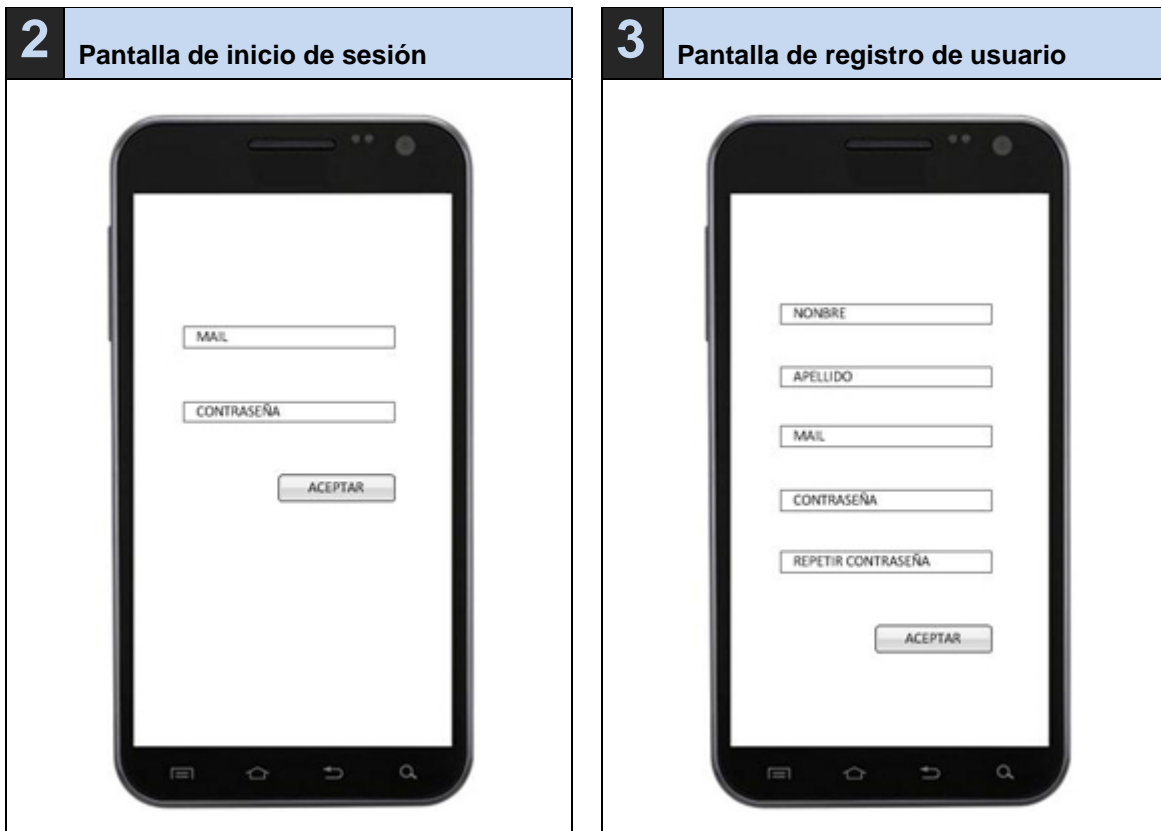 2
Pantalla de inicio de sesión
MAIL
CONTRASEÑA
ACEPTAR
3
Pantalla de registro de usuario
NONBRE
APELLIDO
MAIL
CONTRASEÑA
REPETIR CONTRASEÑA
ACEPTAR